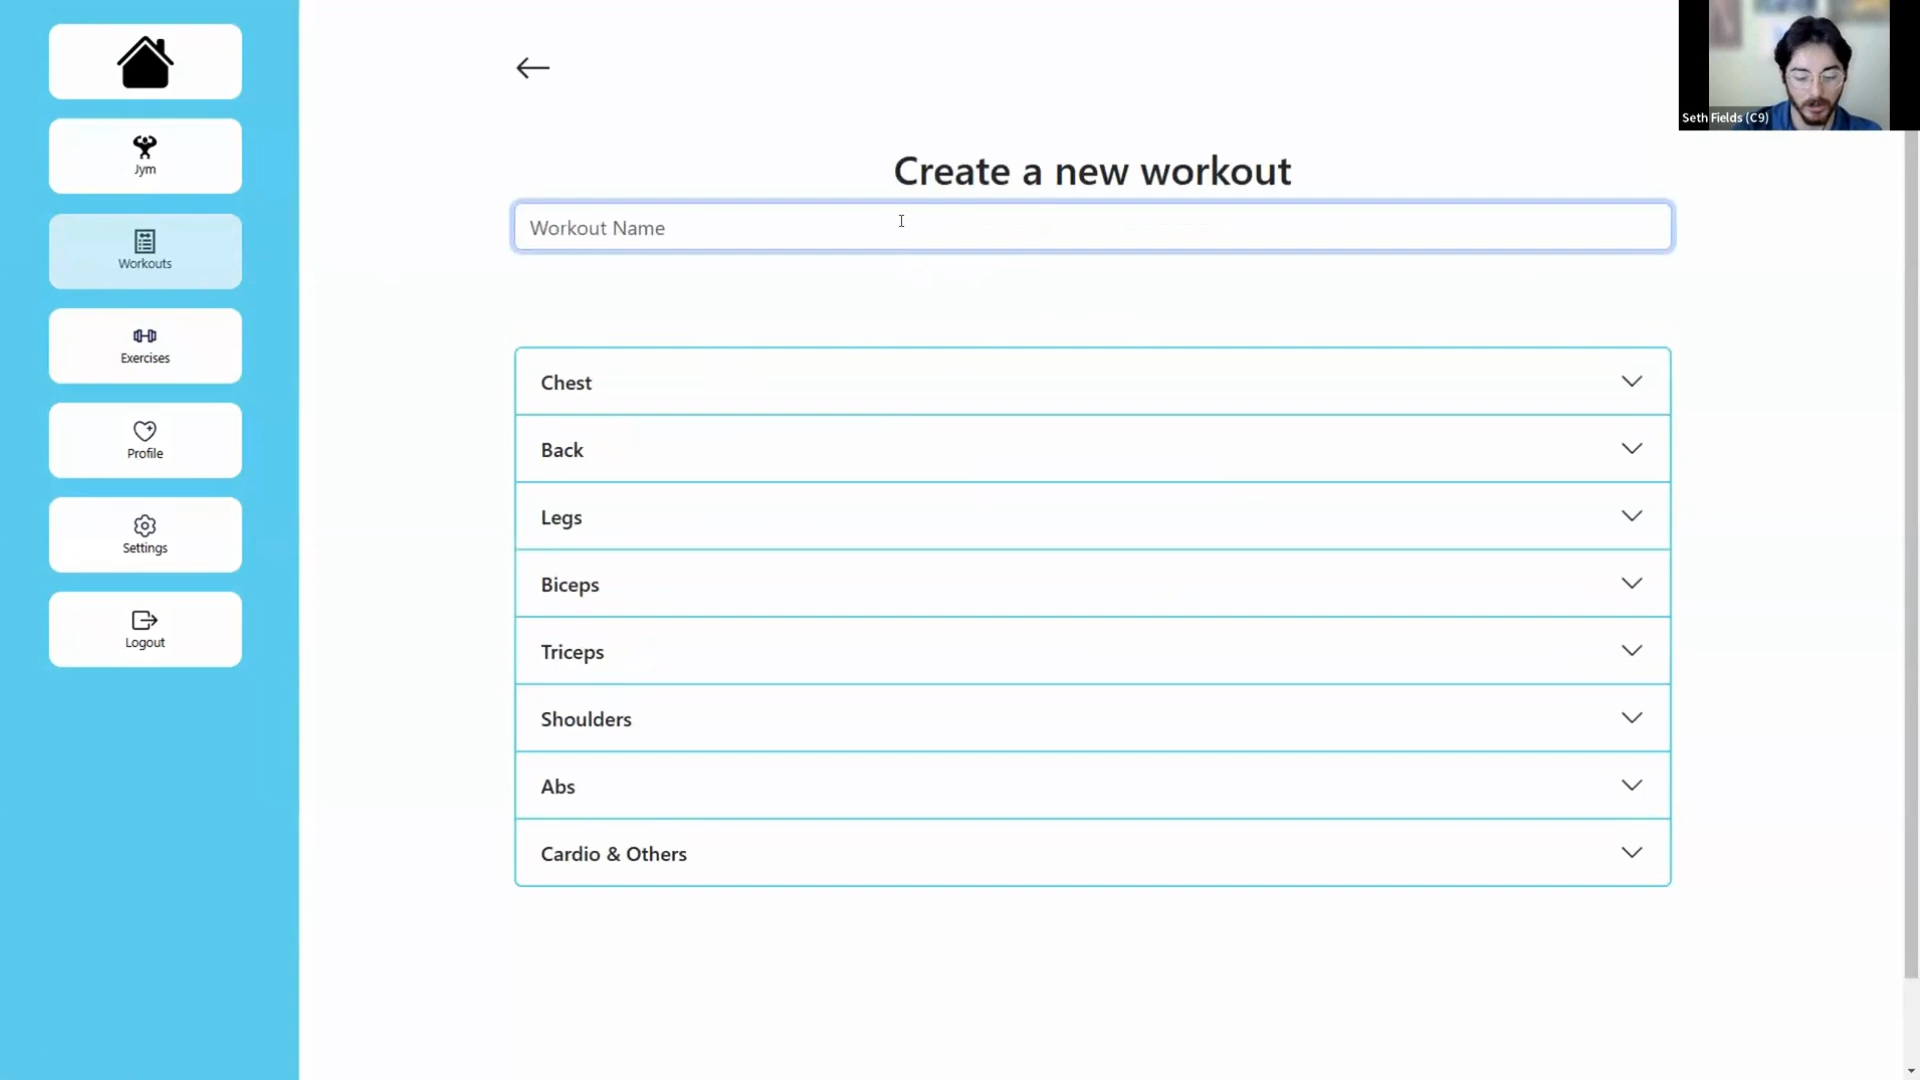 Jym
Workouts
Exercises
Profile
Settings
Logout
Create a new workout
Workout Name
Chest
Back
Legs
Biceps
Triceps
Shoulders
Abs
Cardio & Others
Seth Fields (C9)